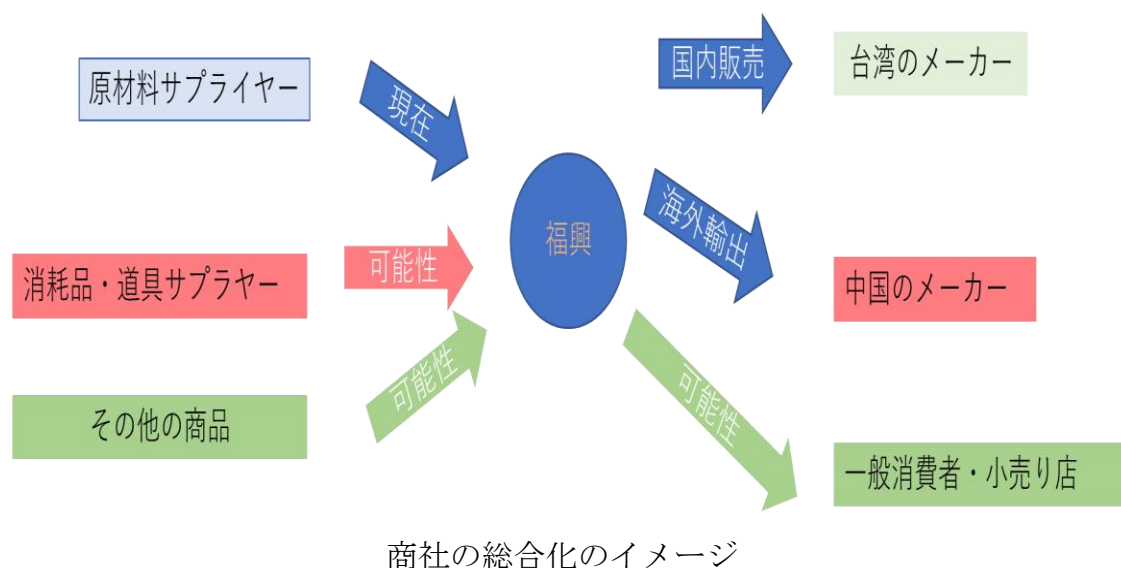 国内販売
台湾のメーカー
原材料サプライヤー
現在
海外輸出
福興
消耗品・道具サプラヤー
可能性
中国のメーカー
可能性
その他の商品
可能性
一般消費者・小売り店
商社の総合化のイメージ